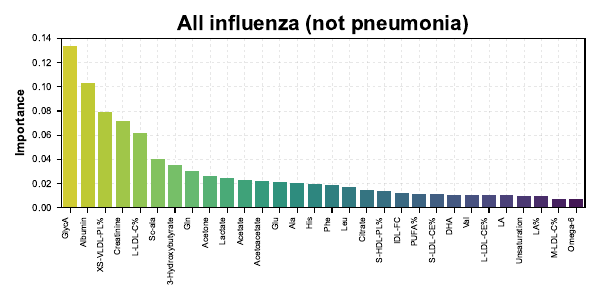 All influenza (not pneumonia)
Importance
0.14
0.12
0.10
0.08
0.06
0.04
0.02
0.00
GlycA
Albumin
XS-VLDL-PL%
Creatinine
L-LDL-C%
Sc-ala
3-Hydroxybutyrate
Gln
Acetone
Lactate
Acetate
Acetoacetate
Glu
Ala
His
Phe
Leu
Citrate
S-HDL-PL%
IDL-FC
PUFA%
S-LDL-CE%
DHA
Val
L-LDL-CE%
LA
Unsaturation
LA%
M-LDL-C%
Omega-6